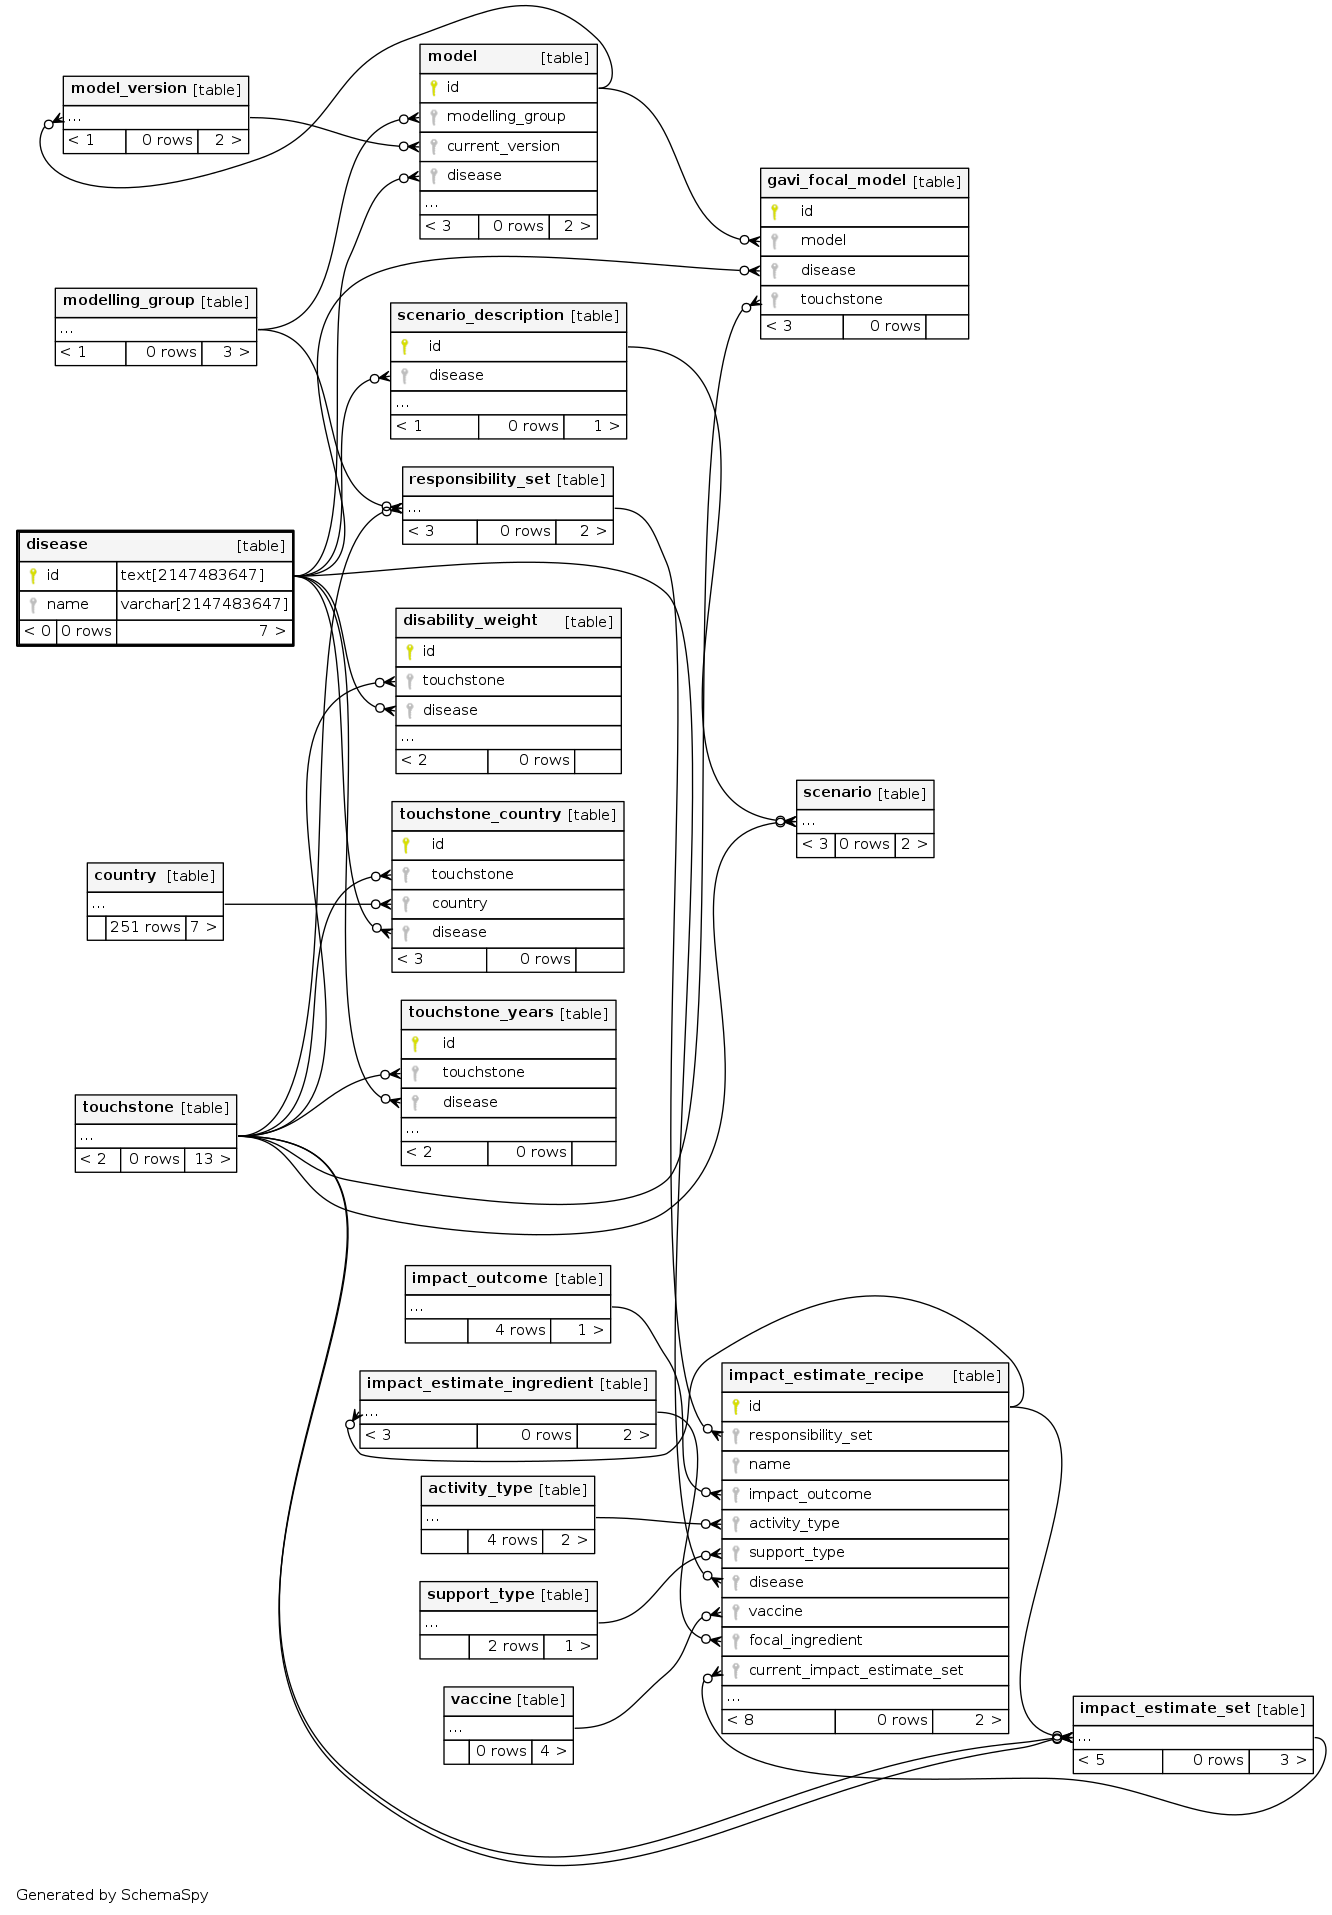 model [table]
id
modelling_group
current_version
disease
...
< 3 0 rows 2 >
model_version [table]
...
< 1 0 rows 2 >
gavi_focal_model [table]
id
model
disease
touchstone
< 3 0 rows
modelling_group [table]
...
< 1 0 rows 3 >
scenario_description [table]
id
disease
...
< 1 0 rows 1 >
responsibility_set [table]
...
< 3 0 rows 2 >
disease [table]
id text[2147483647]
name varchar[2147483647]
< 0 0 rows 7 >
disability_weight [table]
id
touchstone
disease
...
< 2 0 rows
scenario [table]
...
< 3 0 rows 2 >
touchstone_country [table]
id
touchstone
country
disease
< 3 0 rows
country [table]
...
251 rows 7 >
touchstone_years [table]
id
touchstone
disease
...
< 2 0 rows
touchstone [table]
...
< 2 0 rows 13 >
impact_outcome [table]
...
4 rows 1 >
impact_estimate_ingredient [table]
...
< 3 0 rows 2 >
impact_estimate_recipe [table]
id
responsibility_set
name
impact_outcome
activity_type
support_type
disease
vaccine
focal_ingredient
current_impact_estimate_set
...
< 8 0 rows 2 >
activity_type [table]
...
4 rows 2 >
support_type [table]
...
2 rows 1 >
vaccine [table]
...
0 rows 4 >
impact_estimate_set [table]
...
< 5 0 rows 3 >
Generated by SchemaSpy